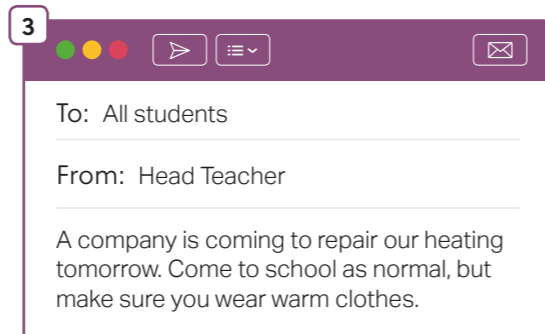 3
To: All students
From: Head Teacher
A company is coming to repair our heating
tomorrow. Come to school as normal, but
make sure you wear warm clothes.